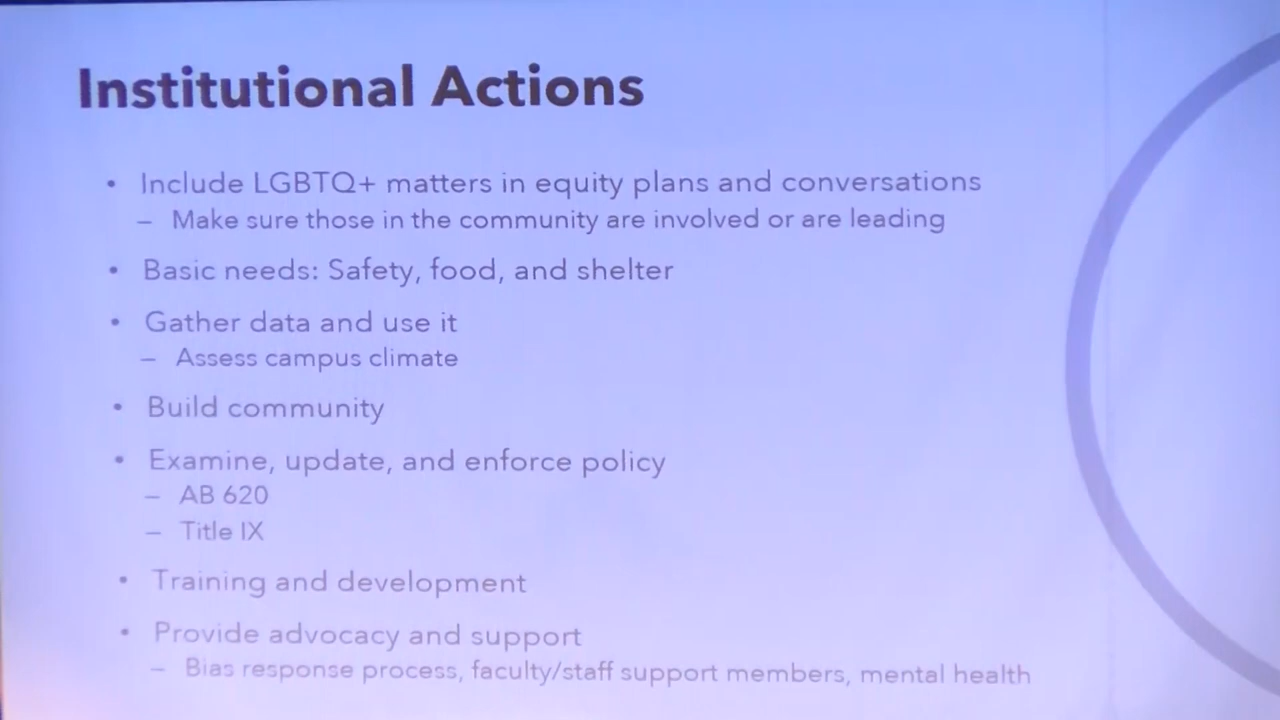 Institutional Actions
• Include LGBTQ+ matters in equity plans and conversations
– Make sure those in the community are involved or are leading
• Basic needs: Safety, food, and shelter
• Gather data and use it
– Assess campus climate
• Build community
• Examine, update, and enforce policy
– AB 620
– Title IX
• Training and development
• Provide advocacy and support
– Bias response process, faculty/staff support members, mental health